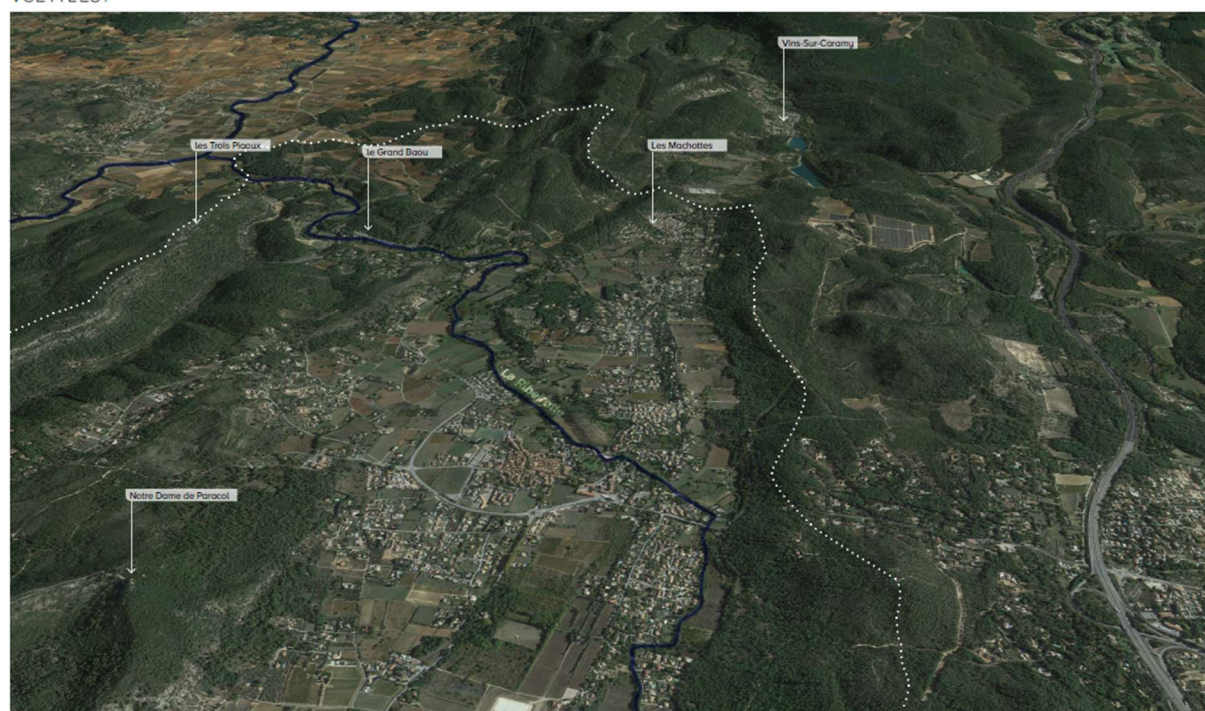 Vins-Sur-Caramy
les Trois Piaoux
le Grand Baou
Les Machottes
Notre Dame de Paracol